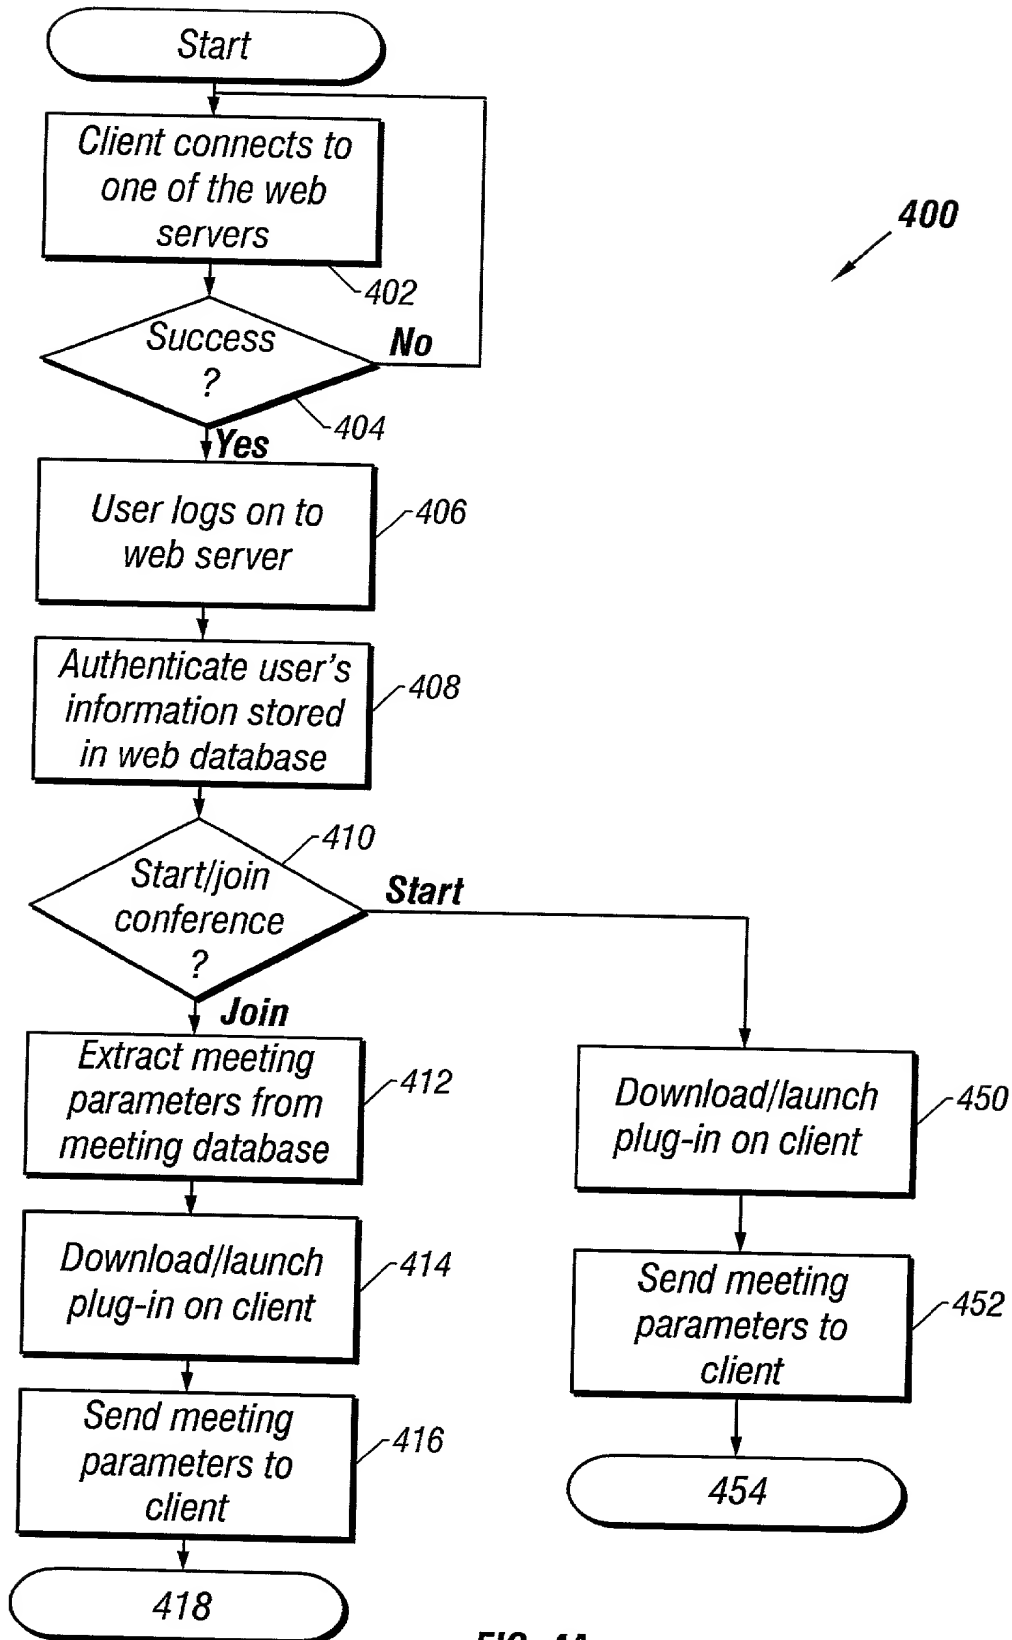 Start
Client connects to
one of the web
servers
400
402
Success
?
No
404
Yes
User logs on to
web server
406
Authenticate user's
information stored
in web database
408
410
Start/join
conference
?
Start
Join
Extract meeting
parameters from
meeting database
412
Download/launch
plug-in on client
450
Download/launch
plug-in on client
414
Send meeting
parameters to
client
452
Send meeting
parameters to
client
416
454
418
FIG. 4A